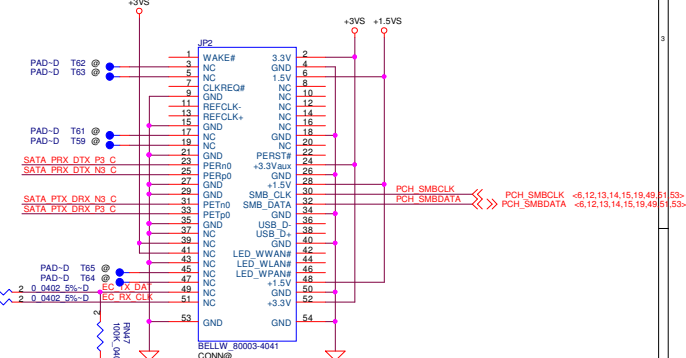 +3VS
+3VS +1.5VS
3
JP2
PAD~D T62 @ 1 WAKE# 3.3V 2
PAD~D T63 @ 3 NC GND 4
5 NC 1.5V 6
7 CLKREQ# NC 8
9 GND NC 10
11 REFCLK- NC 12
13 REFCLK+ NC 14
15 GND NC 16
PAD~D T61 @ 17 NC GND 18
PAD~D T59 @ 19 NC NC 20
21 GND PERST# 22
SATA_PRX_DTX_P3_C 23 PERn0 +3.3Vaux 24
SATA_PRX_DTX_N3_C 25 PERp0 GND 26
27 GND +1.5V 28
29 GND SMB_CLK 30 PCH_SMBCLK PCH_SMBCLK <6,12,13,14,15,19,49,51,53>
SATA_PTX_DRX_N3_C 31 PETn0 SMB_DATA 32 PCH_SMBDATA PCH_SMBDATA <6,12,13,14,15,19,49,51,53>
SATA_PTX_DRX_P3_C 33 PETp0 GND 34
35 GND USB_D- 36
37 NC USB_D+ 38
39 NC GND 40
41 NC LED_WWAN# 42
43 NC LED_WLAN# 44
PAD~D T65 @ 45 NC LED_WPAN# 46
PAD~D T64 @ 47 NC +1.5V 48
2 0_0402_5%~D EC_TX_DAT 49 NC GND 50
2 0_0402_5%~D EC_RX_CLK 51 NC +3.3V 52
53 GND GND 54
2
RN47
BELLW_80003-4041
CONN@